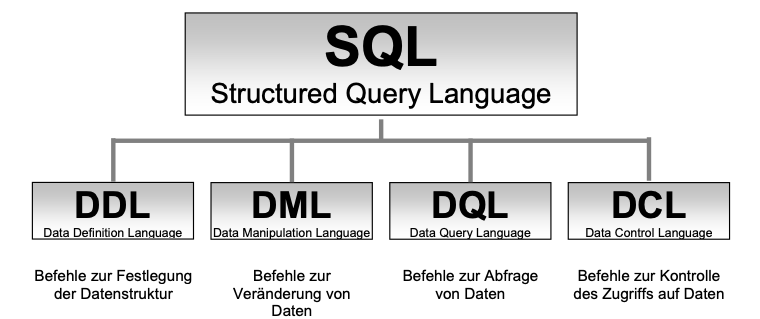 SQL
Structured Query Language
DDL
Data Definition Language
DML
Data Manipulation Language
DQL
Data Query Language
DCL
Data Control Language
Befehle zur Festlegung
der Datenstruktur
Befehle zur
Veränderung von
Daten
Befehle zur Abfrage
von Daten
Befehle zur Kontrolle
des Zugriffs auf Daten